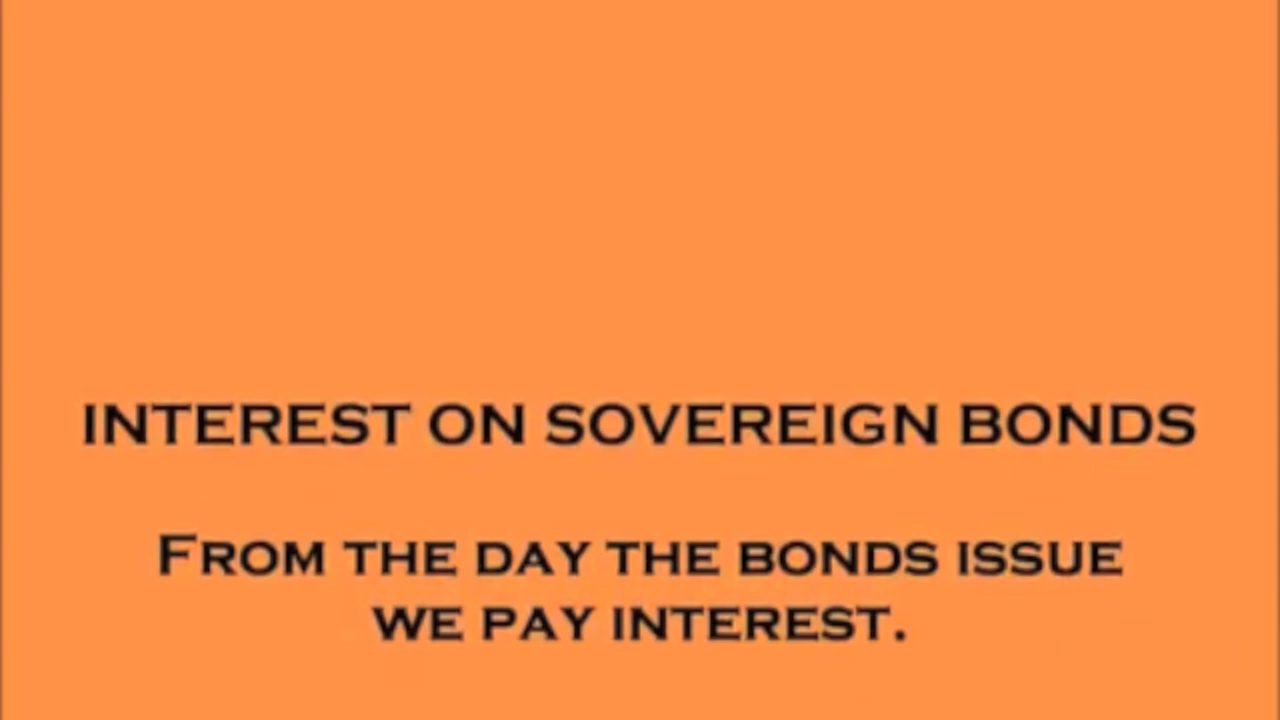 INTEREST ON SOVEREIGN BONDS
From the day the bonds issue
we pay interest.